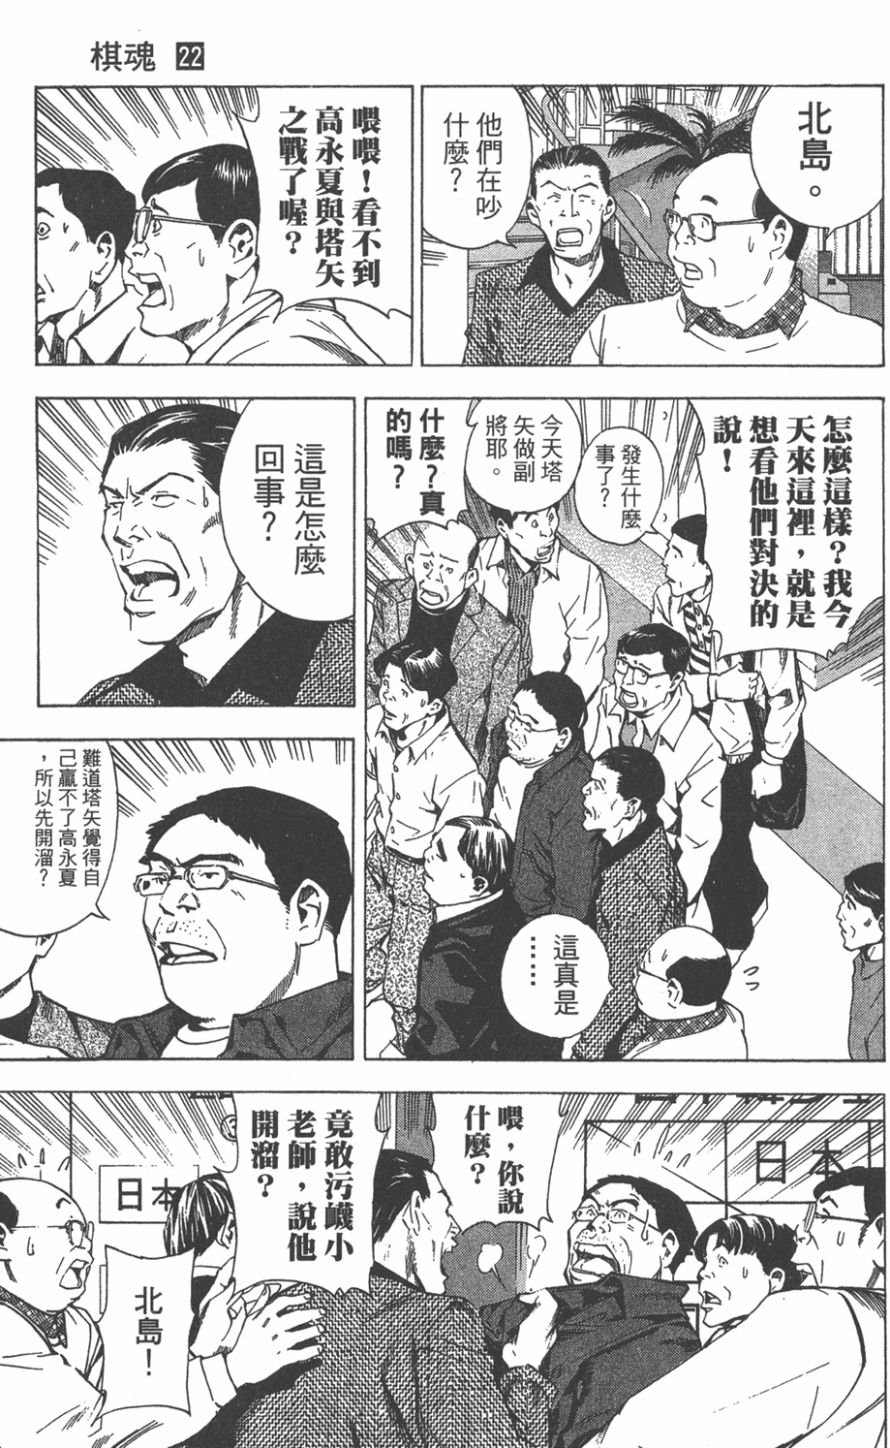 棋魂 22
北島。
他們在吵
什麼？
喂喂！看不到
高永夏與塔矢
之戰了喔？
怎麼這樣？我今
天來這裡，就是
想看他們對決的
說！
發生什麼
事了？
今天塔
矢做副
將耶。
什麼？真
的嗎？
這真是
……
這是怎麼
回事？
難道塔矢覺得自
己贏不了高永夏
，所以先開溜？
日本
喂，你說
什麼？
竟敢污衊小
老師，說他
開溜？
日本
北島！